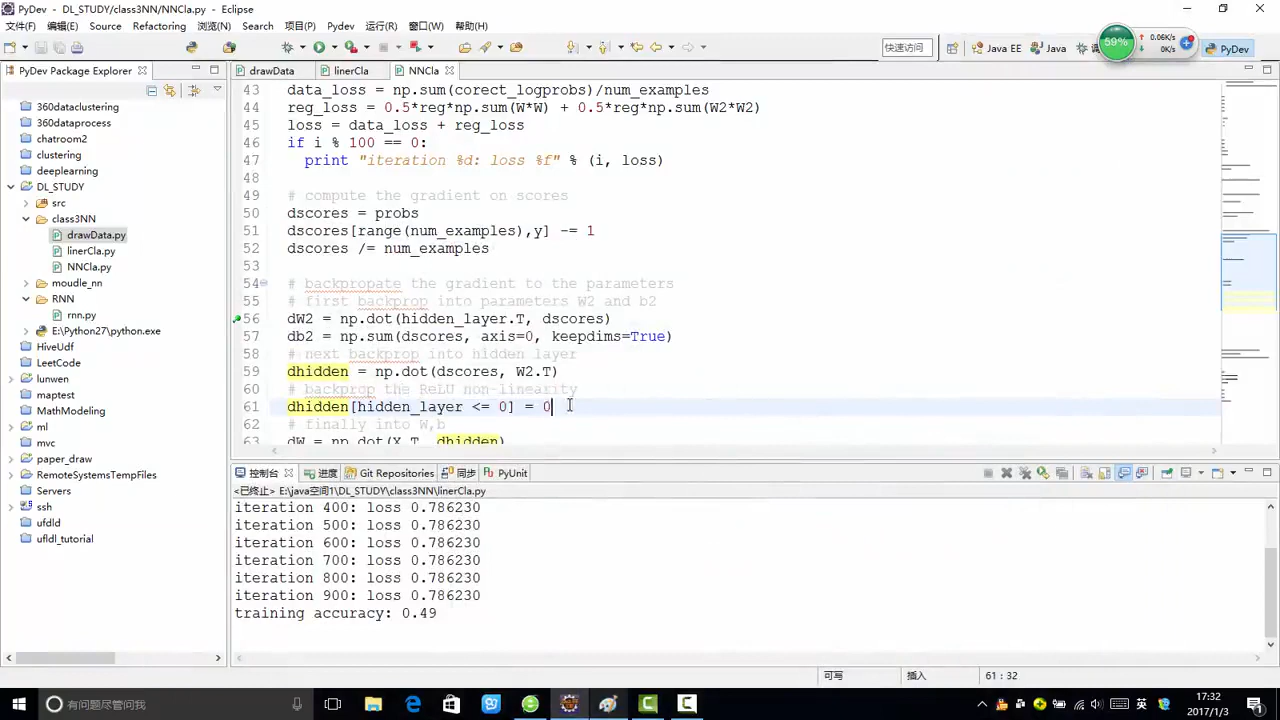 PyDev - DL_STUDY/class3NN/NNCla.py - Eclipse
文件(F) 编辑(E) Source Refactoring 浏览(N) Search 项目(P) Pydev 运行(R) 窗口(W) 帮助(H)
快速访问 Java EE Java PyDev
59% 0.06K/s 0K/s
PyDev Package Explorer
360dataclustering
360dataprocess
chatroom2
clustering
deeplearning
DL_STUDY
src
class3NN
drawData.py
linerCla.py
NNCla.py
moudle_nn
RNN
rnn.py
E:\Python27\python.exe
HiveUdf
LeetCode
lunwen
maptest
MathModeling
ml
mvc
paper_draw
RemoteSystemsTempFiles
Servers
ssh
ufdld
ufldl_tutorial
drawData linerCla NNCla
43 data_loss = np.sum(corect_logprobs)/num_examples
44 reg_loss = 0.5*reg*np.sum(W*W) + 0.5*reg*np.sum(W2*W2)
45 loss = data_loss + reg_loss
46 if i % 100 == 0:
47 print "iteration %d: loss %f" % (i, loss)
48
49 # compute the gradient on scores
50 dscores = probs
51 dscores[range(num_examples),y] -= 1
52 dscores /= num_examples
53
54 # backpropate the gradient to the parameters
55 # first backprop into parameters W2 and b2
56 dW2 = np.dot(hidden_layer.T, dscores)
57 db2 = np.sum(dscores, axis=0, keepdims=True)
58 # next backprop into hidden layer
59 dhidden = np.dot(dscores, W2.T)
60 # backprop the ReLU non-linearity
61 dhidden[hidden_layer <= 0] = 0
62 # finally into W,b
63 dW = np.dot(X.T, dhidden)
控制台 进度 Git Repositories 同步 PyUnit
<已终止> E:\java空间1\DL_STUDY\class3NN\linerCla.py
iteration 400: loss 0.786230
iteration 500: loss 0.786230
iteration 600: loss 0.786230
iteration 700: loss 0.786230
iteration 800: loss 0.786230
iteration 900: loss 0.786230
training accuracy: 0.49
可写 插入 61 : 32
有问题尽管问我
英
17:32
2017/1/3